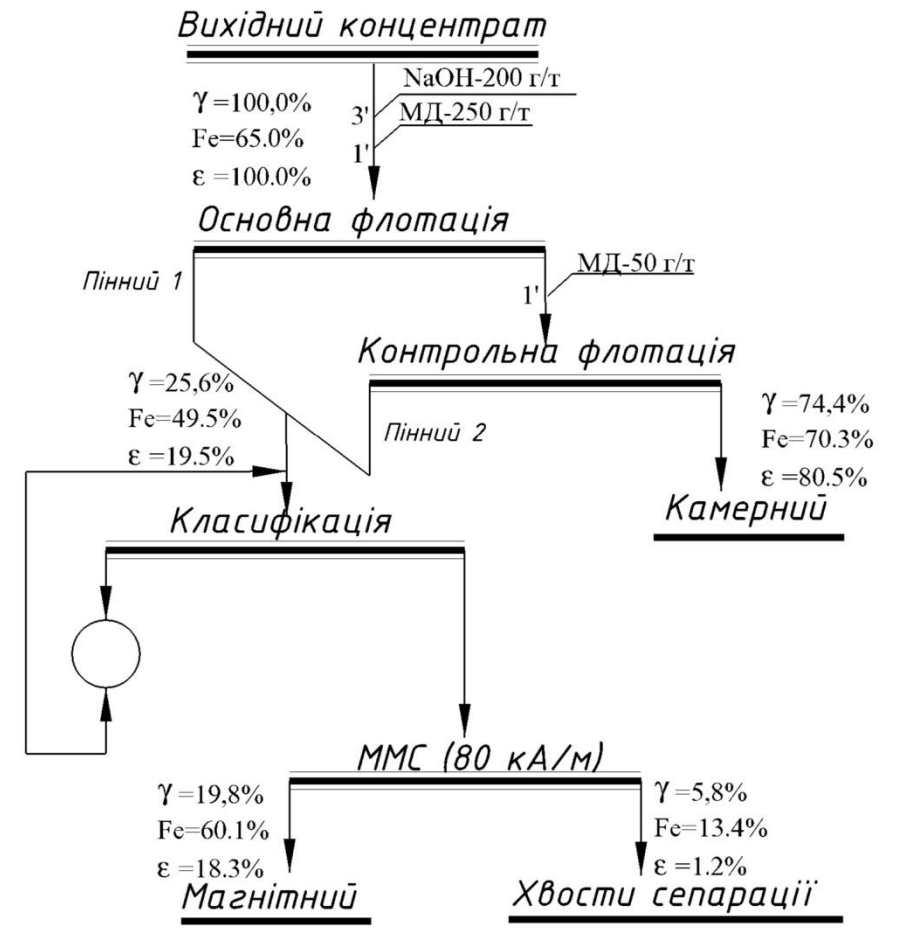 Вихідний концентрат
NaOH-200 г/т
γ =100,0%
3'
МД-250 г/т
Fe=65.0%
1'
ε =100.0%
Основна флотація
Пінний 1
МД-50 г/т
1'
Контрольна флотація
γ =25,6%
Fe=49.5%
ε =19.5%
Пінний 2
γ =74,4%
Fe=70.3%
ε =80.5%
Камерний
Класифікація
ММС (80 кА/м)
γ =19,8%
Fe=60.1%
ε =18.3%
Магнітний
γ =5,8%
Fe=13.4%
ε =1.2%
Хвости сепарації